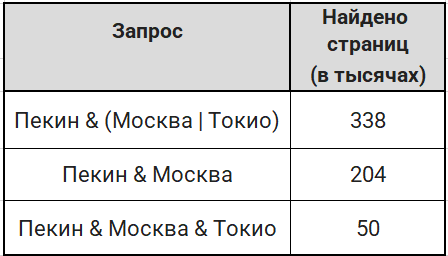 Запрос
Найдено
страниц
(в тысячах)
Пекин & (Москва | Токио)
338
Пекин & Москва
204
Пекин & Москва & Токио
50